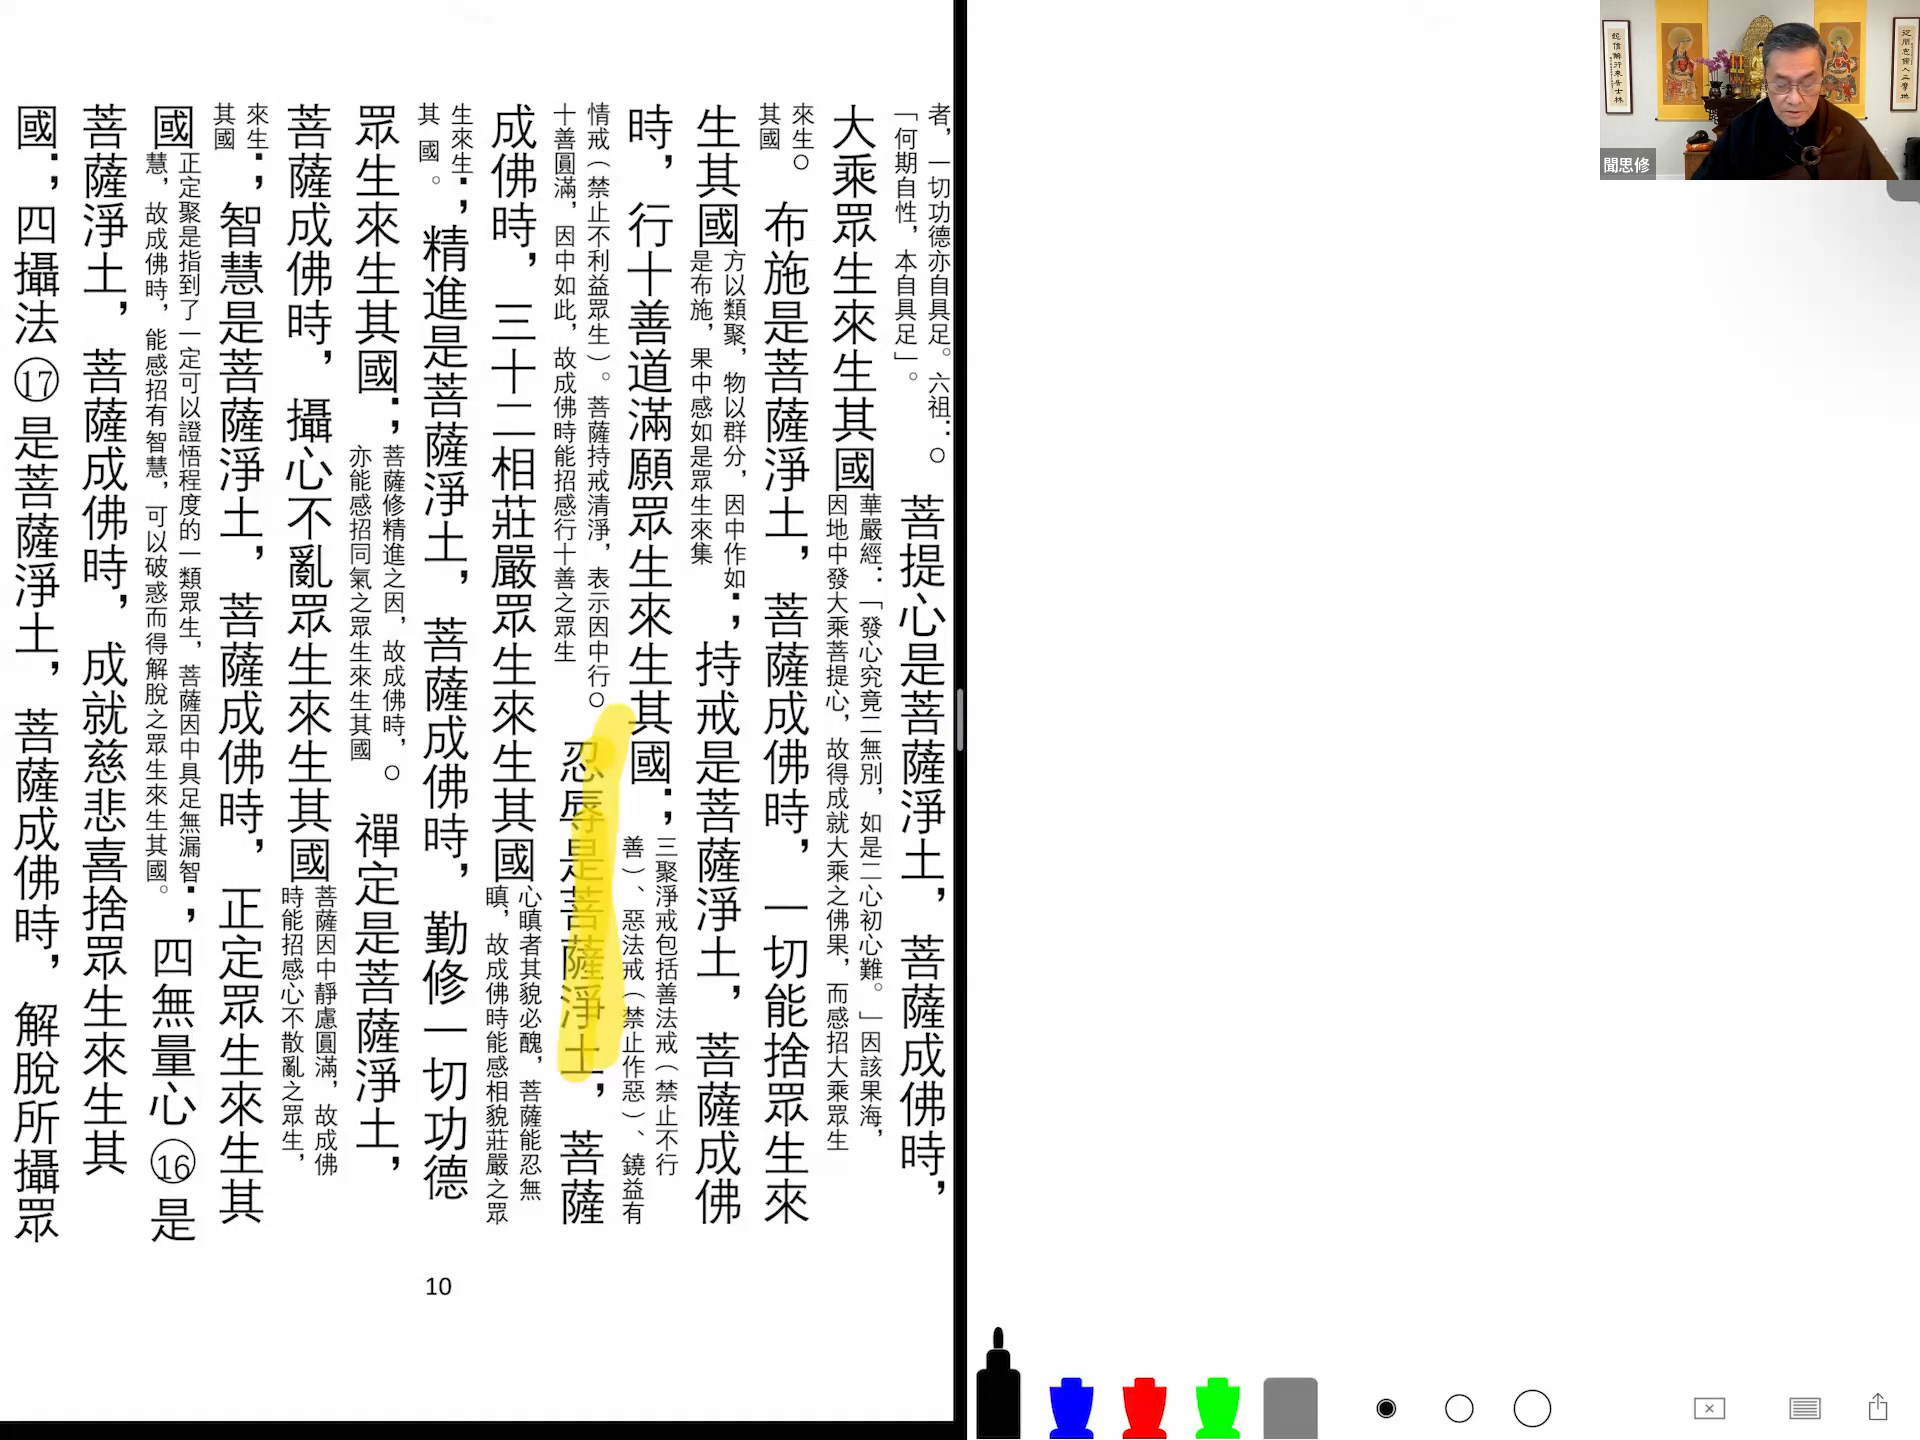 者，一切功德亦自具足。六祖：○
「何期自性，本自具足」。
菩提心是菩薩淨土，菩薩成佛時，
大乘眾生來生其國
華嚴經：「發心究竟二無別，如是二心初心難。」因該果海，
因地中發大乘菩提心，故得成就大乘之佛果，而感招大乘眾生
來生○
其國
布施是菩薩淨土，菩薩成佛時，一切能捨眾生來
生其國
方以類聚，物以群分，因中作如
是布施，果中感如是眾生來集
；持戒是菩薩淨土，菩薩成佛
時，行十善道滿願眾生來生其國；
三聚淨戒包括善法戒（禁止不行
善）、惡法戒（禁止作惡）、鐃益有
情戒（禁止不利益眾生）。菩薩持戒清淨，表示因中行○
十善圓滿，因中如此，故成佛時能招感行十善之眾生
忍辱是菩薩淨土，菩薩
成佛時，三十二相莊嚴眾生來生其國
心瞋者其貌必醜，菩薩能忍無
瞋，故成佛時能感相貌莊嚴之眾
生來生
其國。
；精進是菩薩淨土，菩薩成佛時，勤修一切功德
眾生來生其國；
菩薩修精進之因，故成佛時，○
亦能感招同氣之眾生來生其國
禪定是菩薩淨土，
菩薩成佛時，攝心不亂眾生來生其國
菩薩因中靜慮圓滿，故成佛
時能招感心不散亂之眾生，
來生
其國
；智慧是菩薩淨土，菩薩成佛時，正定眾生來生其
國
正定聚是指到了一定可以證悟程度的一類眾生，菩薩因中具足無漏智
慧，故成佛時，能感招有智慧，可以破惑而得解脫之眾生來生其國。
；四無量心⑯是
菩薩淨土，菩薩成佛時，成就慈悲喜捨眾生來生其
國；四攝法⑰是菩薩淨土，菩薩成佛時，解脫所攝眾
10
聞思修